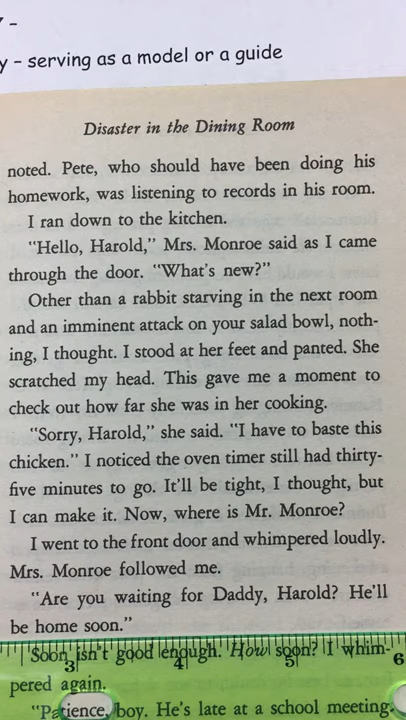 y - serving as a model or a guide
Disaster in the Dining Room
noted. Pete, who should have been doing his
homework, was listening to records in his room.
I ran down to the kitchen.
"Hello, Harold," Mrs. Monroe said as I came
through the door. "What's new?"
Other than a rabbit starving in the next room
and an imminent attack on your salad bowl, noth-
ing, I thought. I stood at her feet and panted. She
scratched my head. This gave me a moment to
check out how far she was in her cooking.
"Sorry, Harold," she said. "I have to baste this
chicken." I noticed the oven timer still had thirty-
five minutes to go. It'll be tight, I thought, but
I can make it. Now, where is Mr. Monroe?
I went to the front door and whimpered loudly.
Mrs. Monroe followed me.
"Are you waiting for Daddy, Harold? He'll
be home soon."
Soon isn't good enough. How soon? I whim-
3 4 5 6
pered again.
"Patience, boy. He's late at a school meeting.